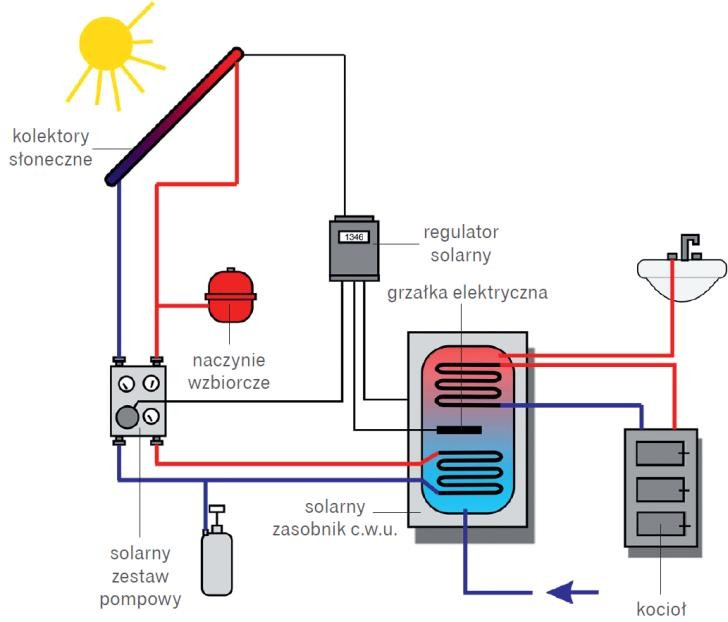 kolektory
słoneczne
1346
regulator
solarny
grzałka elektryczna
naczynie
wzbiorcze
solarny
zasobnik c.w.u.
solarny
zestaw
pompowy
kocioł